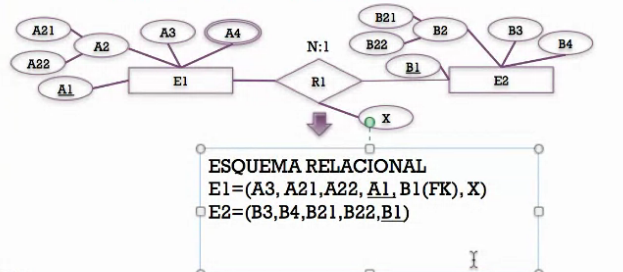 A21
A2
A3
A4
A22
A1
E1
N:1
R1
X
B21
B2
B3
B4
B22
B1
E2
ESQUEMA RELACIONAL
E1=(A3, A21,A22, A1, B1(FK), X)
E2=(B3,B4,B21,B22,B1)